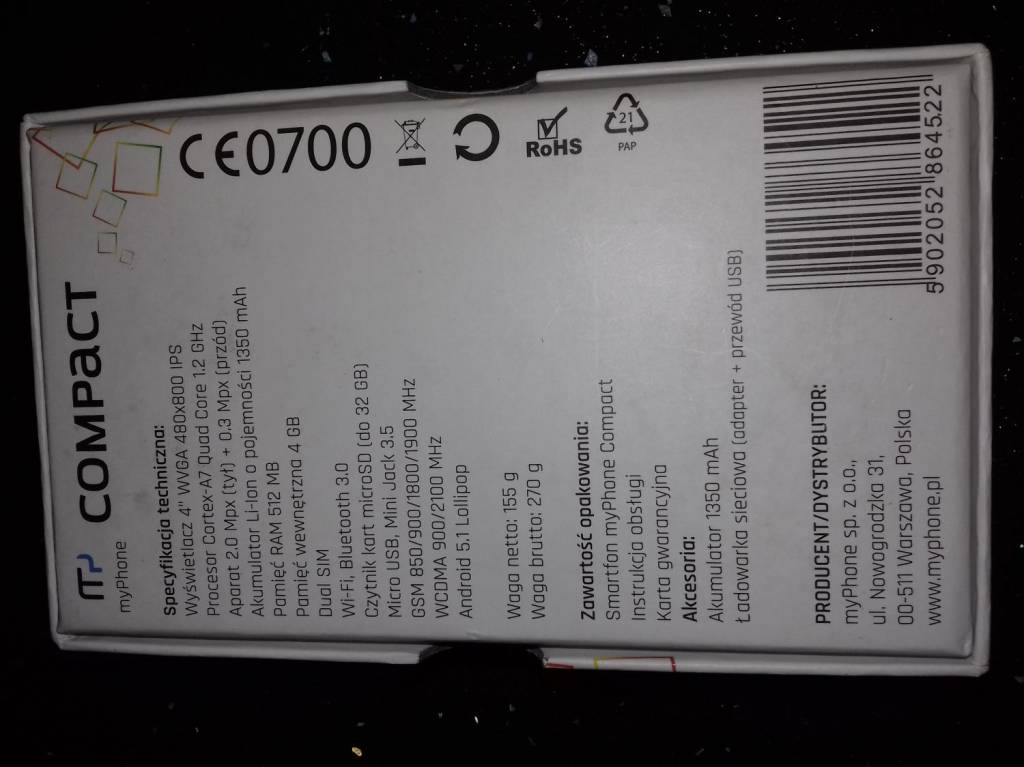 mP COMPACT
myPhone
Specyfikacja techniczna:
Wyświetlacz 4" WVGA 480x800 IPS
Procesor Cortex-A7 Quad Core 1.2 GHz
Aparat 2.0 Mpx (tył) + 0.3 Mpx (przód)
Akumulator Li-Ion o pojemności 1350 mAh
Pamięć RAM 512 MB
Pamięć wewnętrzna 4 GB
Dual SIM
Wi-Fi, Bluetooth 3.0
Czytnik kart microSD (do 32 GB)
Micro USB, Mini Jack 3.5
GSM 850/900/1800/1900 MHz
WCDMA 900/2100 MHz
Android 5.1 Lollipop
Waga netto: 155 g
Waga brutto: 270 g
Zawartość opakowania:
Smartfon myPhone Compact
Instrukcja obsługi
Karta gwarancyjna
Akcesoria:
Akumulator 1350 mAh
Ładowarka sieciowa (adapter + przewód USB)
PRODUCENT/DYSTRYBUTOR:
myPhone sp. z o.o.,
ul. Nowogrodzka 31,
00-511 Warszawa, Polska
www.myphone.pl
CE0700
RoHS
21
PAP
5902052864522